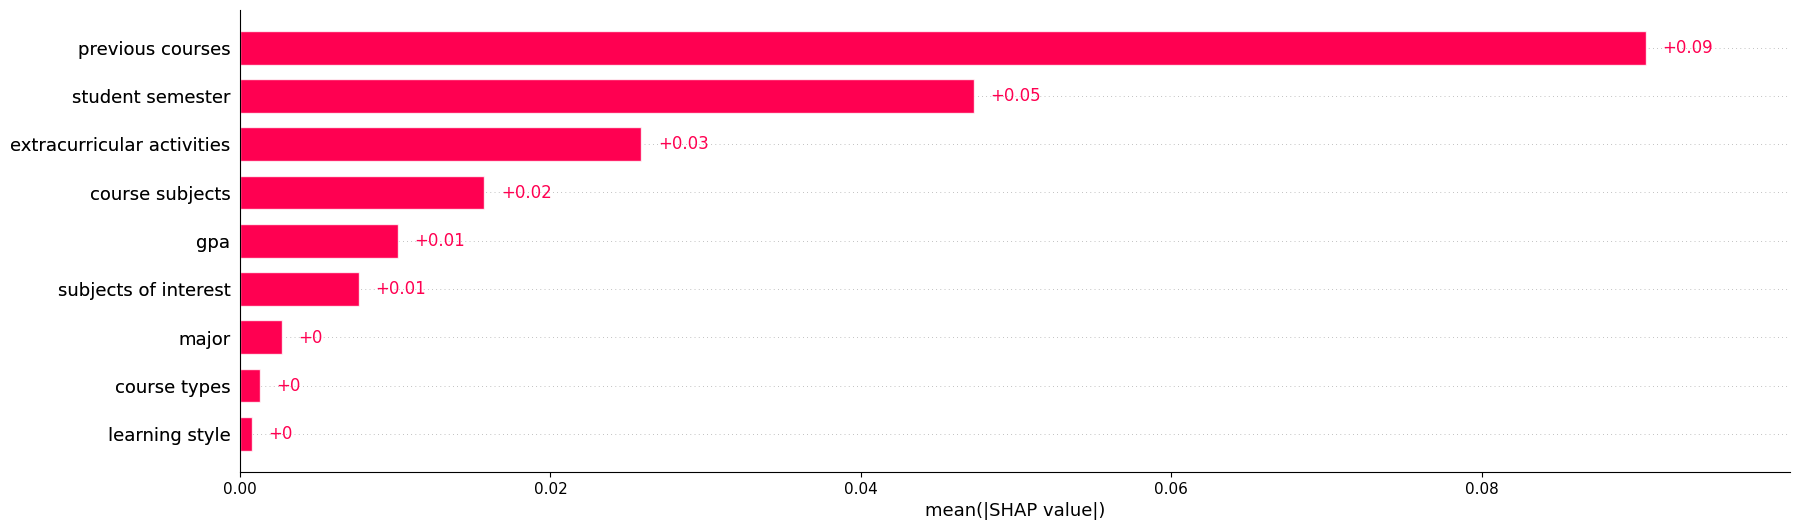 previous courses +0.09
student semester +0.05
extracurricular activities +0.03
course subjects +0.02
gpa +0.01
subjects of interest +0.01
major +0
course types +0
learning style +0
0.00 0.02 0.04 0.06 0.08
mean(|SHAP value|)